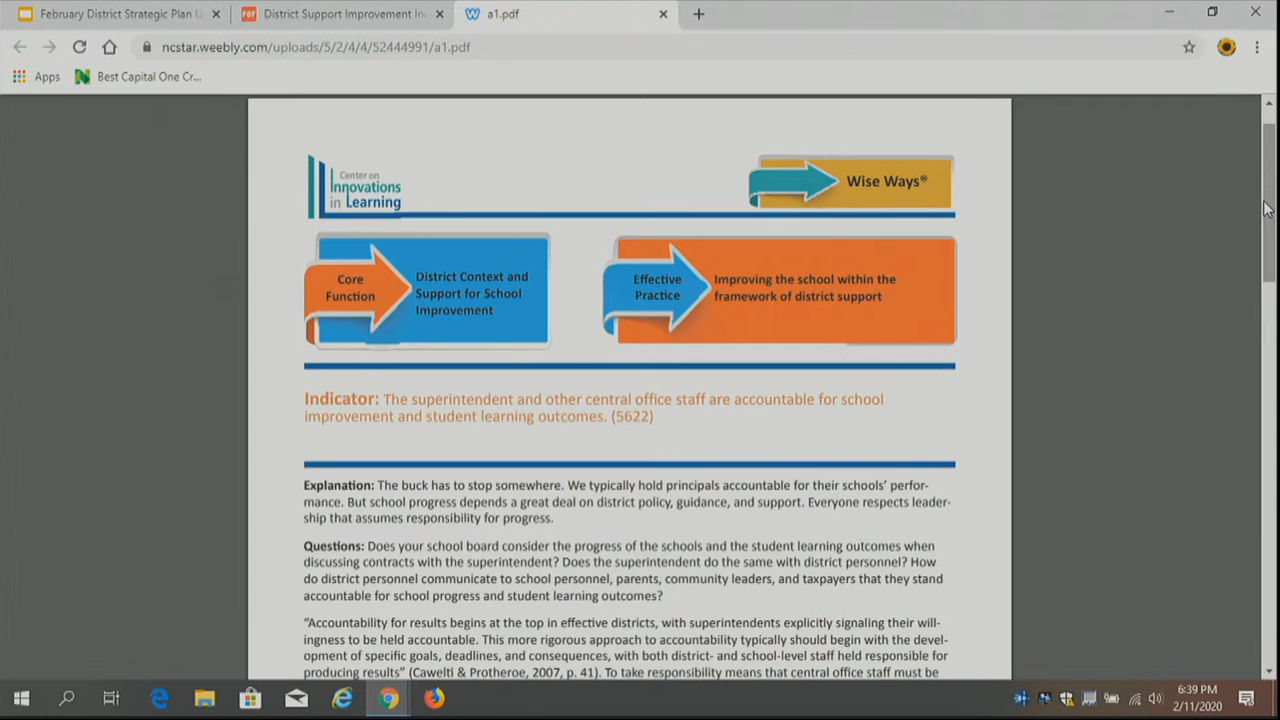 February District Strategic Plan U
District Support Improvement In
a1.pdf
ncstar.weebly.com/uploads/5/2/4/4/52444991/a1.pdf
Apps
Best Capital One Cr...
Center on
Innovations
in Learning
Wise Ways®
Core
Function
District Context and
Support for School
Improvement
Effective
Practice
Improving the school within the
framework of district support
Indicator: The superintendent and other central office staff are accountable for school
improvement and student learning outcomes. (5622)
Explanation: The buck has to stop somewhere. We typically hold principals accountable for their schools’ perfor-
mance. But school progress depends a great deal on district policy, guidance, and support. Everyone respects leader-
ship that assumes responsibility for progress.
Questions: Does your school board consider the progress of the schools and the student learning outcomes when
discussing contracts with the superintendent? Does the superintendent do the same with district personnel? How
do district personnel communicate to school personnel, parents, community leaders, and taxpayers that they stand
accountable for school progress and student learning outcomes?
“Accountability for results begins at the top in effective districts, with superintendents explicitly signaling their will-
ingness to be held accountable. This more rigorous approach to accountability typically should begin with the devel-
opment of specific goals, deadlines, and consequences, with both district- and school-level staff held responsible for
producing results” (Cawelti & Protheroe, 2007, p. 41). To take responsibility means that central office staff must be
6:39 PM
2/11/2020